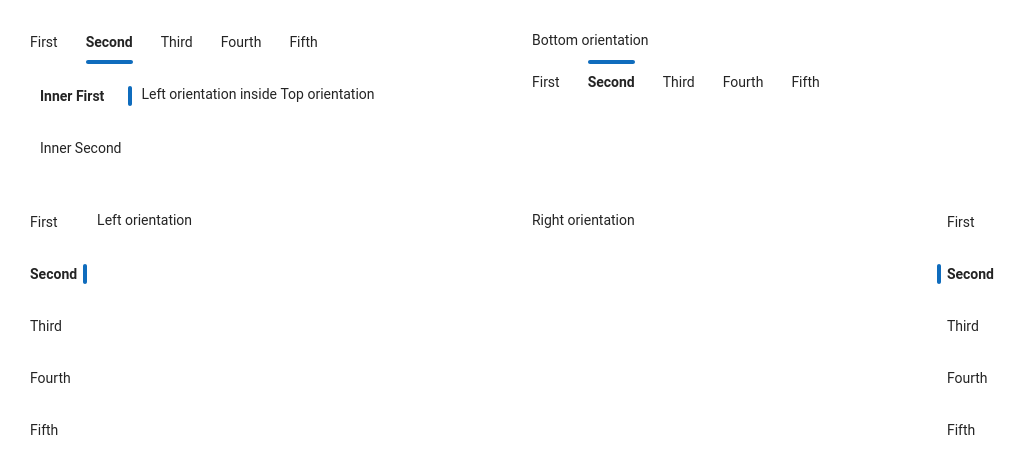 First Second Third Fourth Fifth
Inner First Left orientation inside Top orientation
Inner Second
Bottom orientation
First Second Third Fourth Fifth
First Left orientation
Second
Third
Fourth
Fifth
Right orientation First
Second
Third
Fourth
Fifth